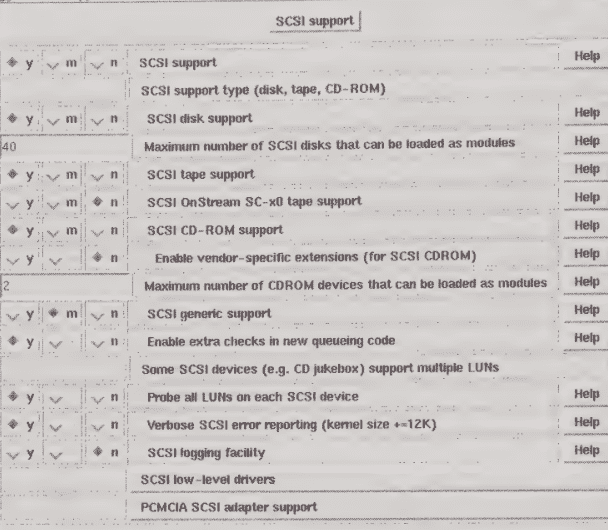 SCSI support
y m n SCSI support Help
SCSI support type (disk, tape, CD-ROM)
y m n SCSI disk support Help
40 Maximum number of SCSI disks that can be loaded as modules Help
y m n SCSI tape support Help
y m n SCSI OnStream SC-x0 tape support Help
y m n SCSI CD-ROM support Help
y n Enable vendor-specific extensions (for SCSI CDROM) Help
2 Maximum number of CDROM devices that can be loaded as modules Help
y m n SCSI generic support Help
y n Enable extra checks in new queueing code Help
Some SCSI devices (e.g. CD jukebox) support multiple LUNs
y n Probe all LUNs on each SCSI device Help
y n Verbose SCSI error reporting (kernel size +=12K) Help
y n SCSI logging facility Help
SCSI low-level drivers
PCMCIA SCSI adapter support